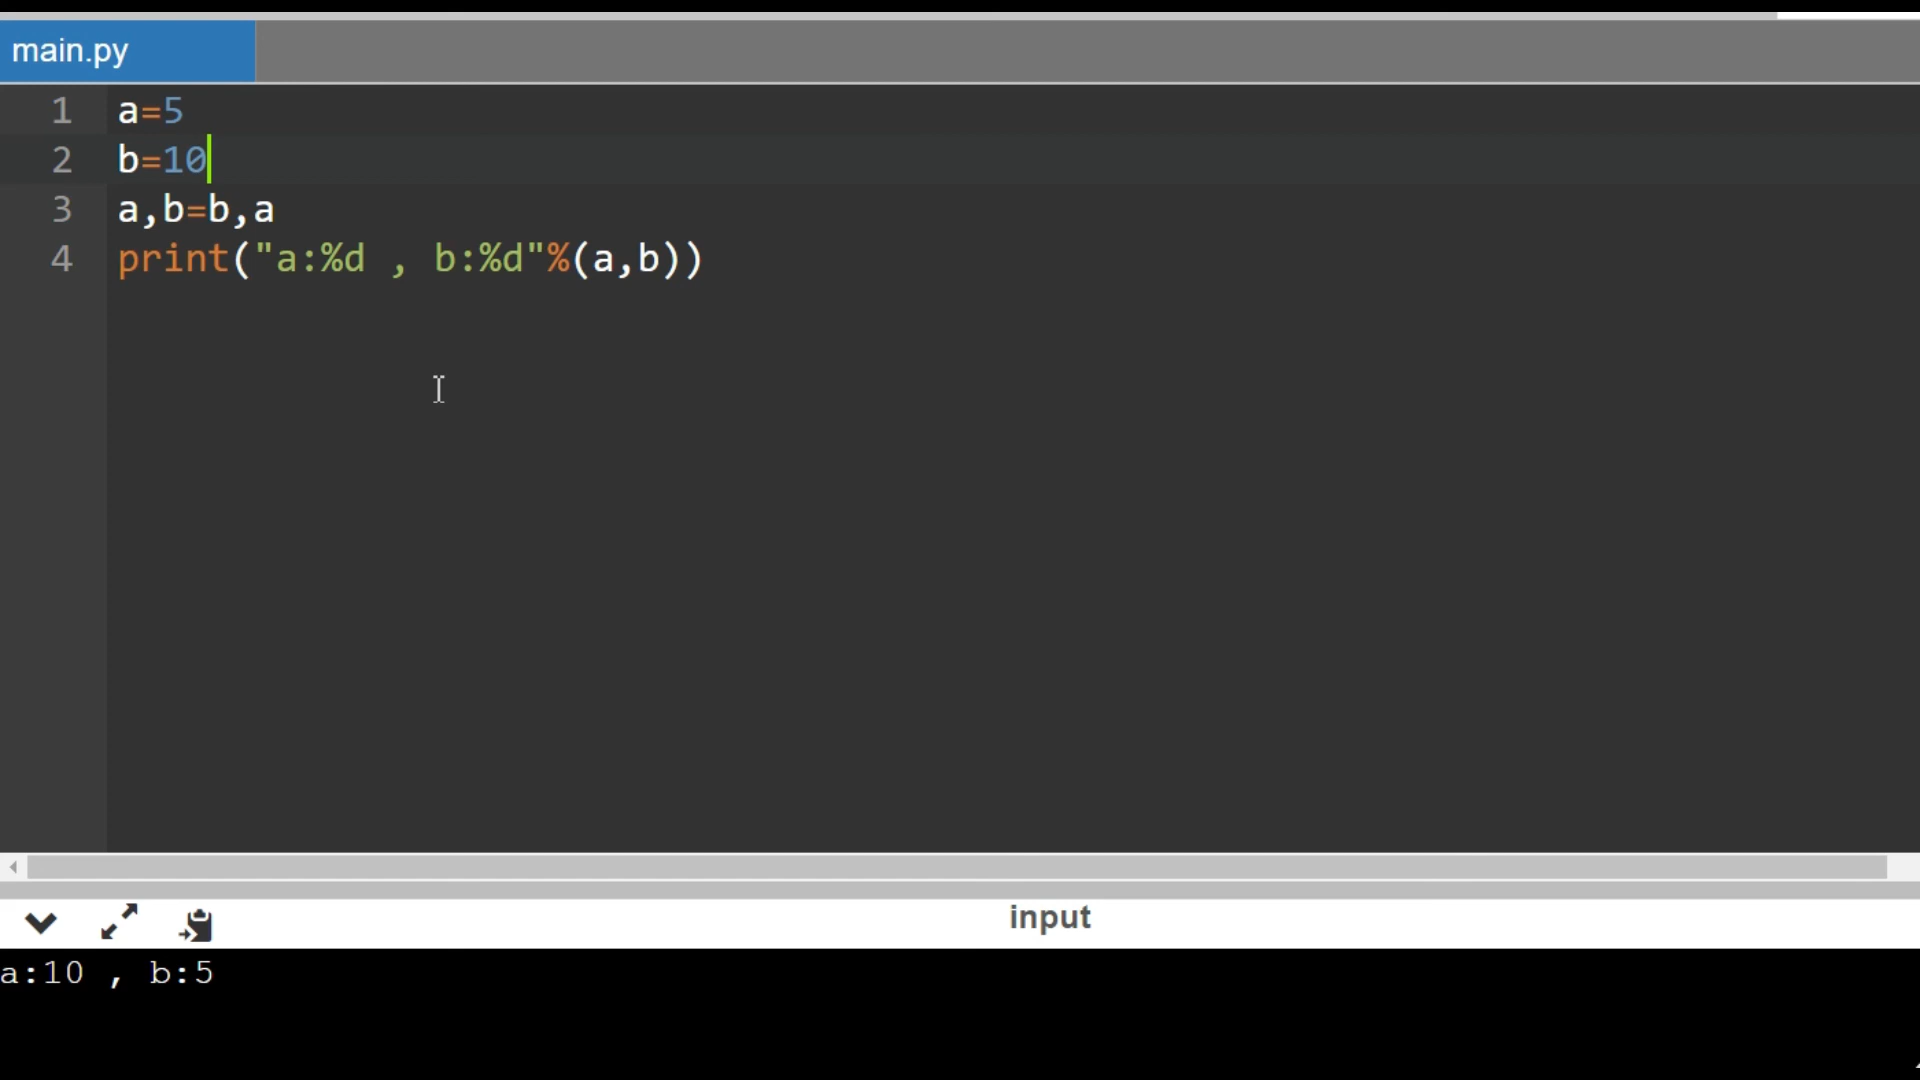 main.py
1 a=5
2 b=10
3 a,b=b,a
4 print("a:%d , b:%d"%(a,b))
input
a:10 , b:5